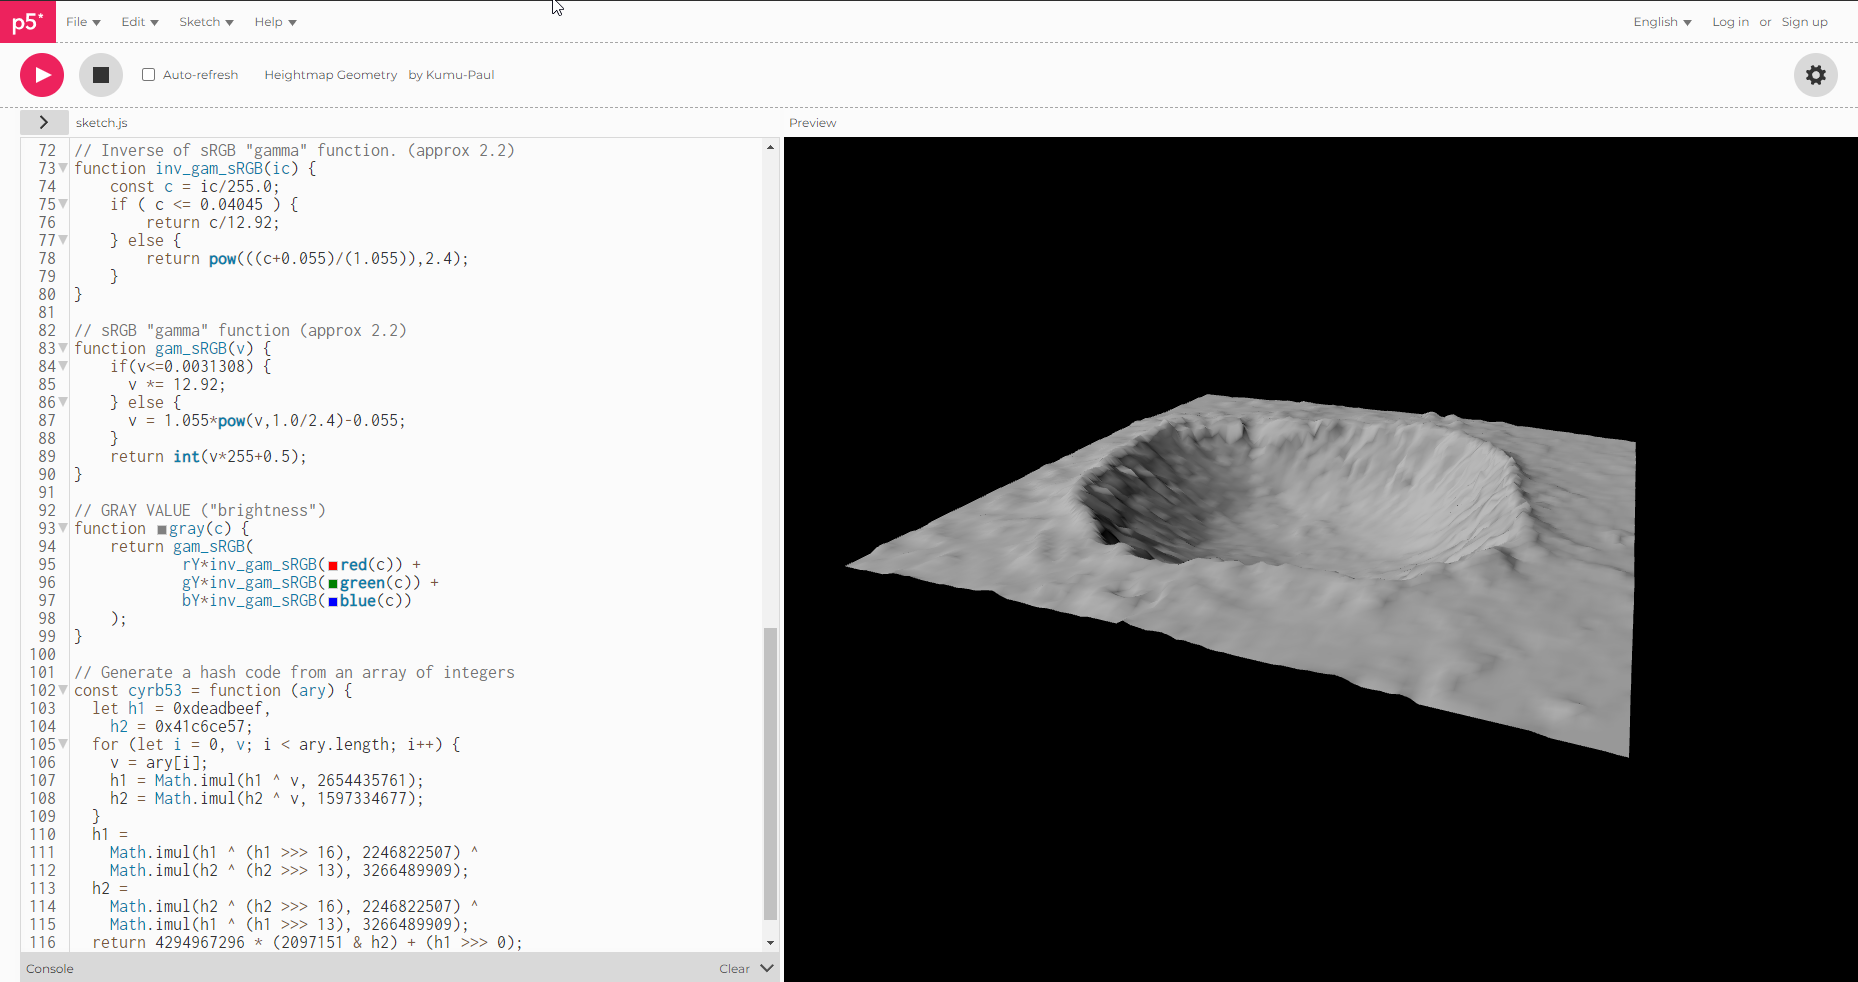 p5* File Edit Sketch Help English Log in or Sign up
Auto-refresh Heightmap Geometry by Kumu-Paul
sketch.js
Preview
72 // Inverse of sRGB "gamma" function. (approx 2.2)
73 function inv_gam_sRGB(ic) {
74     const c = ic/255.0;
75     if ( c <= 0.04045 ) {
76         return c/12.92;
77     } else {
78         return pow(((c+0.055)/(1.055)),2.4);
79     }
80 }
81
82 // sRGB "gamma" function (approx 2.2)
83 function gam_sRGB(v) {
84     if(v<=0.0031308) {
85       v *= 12.92;
86     } else {
87       v = 1.055*pow(v,1.0/2.4)-0.055;
88     }
89     return int(v*255+0.5);
90 }
91
92 // GRAY VALUE ("brightness")
93 function gray(c) {
94     return gam_sRGB(
95             rY*inv_gam_sRGB(red(c)) +
96             gY*inv_gam_sRGB(green(c)) +
97             bY*inv_gam_sRGB(blue(c))
98     );
99 }
100
101 // Generate a hash code from an array of integers
102 const cyrb53 = function (ary) {
103   let h1 = 0xdeadbeef,
104     h2 = 0x41c6ce57;
105   for (let i = 0, v; i < ary.length; i++) {
106     v = ary[i];
107     h1 = Math.imul(h1 ^ v, 2654435761);
108     h2 = Math.imul(h2 ^ v, 1597334677);
109   }
110   h1 =
111     Math.imul(h1 ^ (h1 >>> 16), 2246822507) ^
112     Math.imul(h2 ^ (h2 >>> 13), 3266489909);
113   h2 =
114     Math.imul(h2 ^ (h2 >>> 16), 2246822507) ^
115     Math.imul(h1 ^ (h1 >>> 13), 3266489909);
116   return 4294967296 * (2097151 & h2) + (h1 >>> 0);
Console Clear